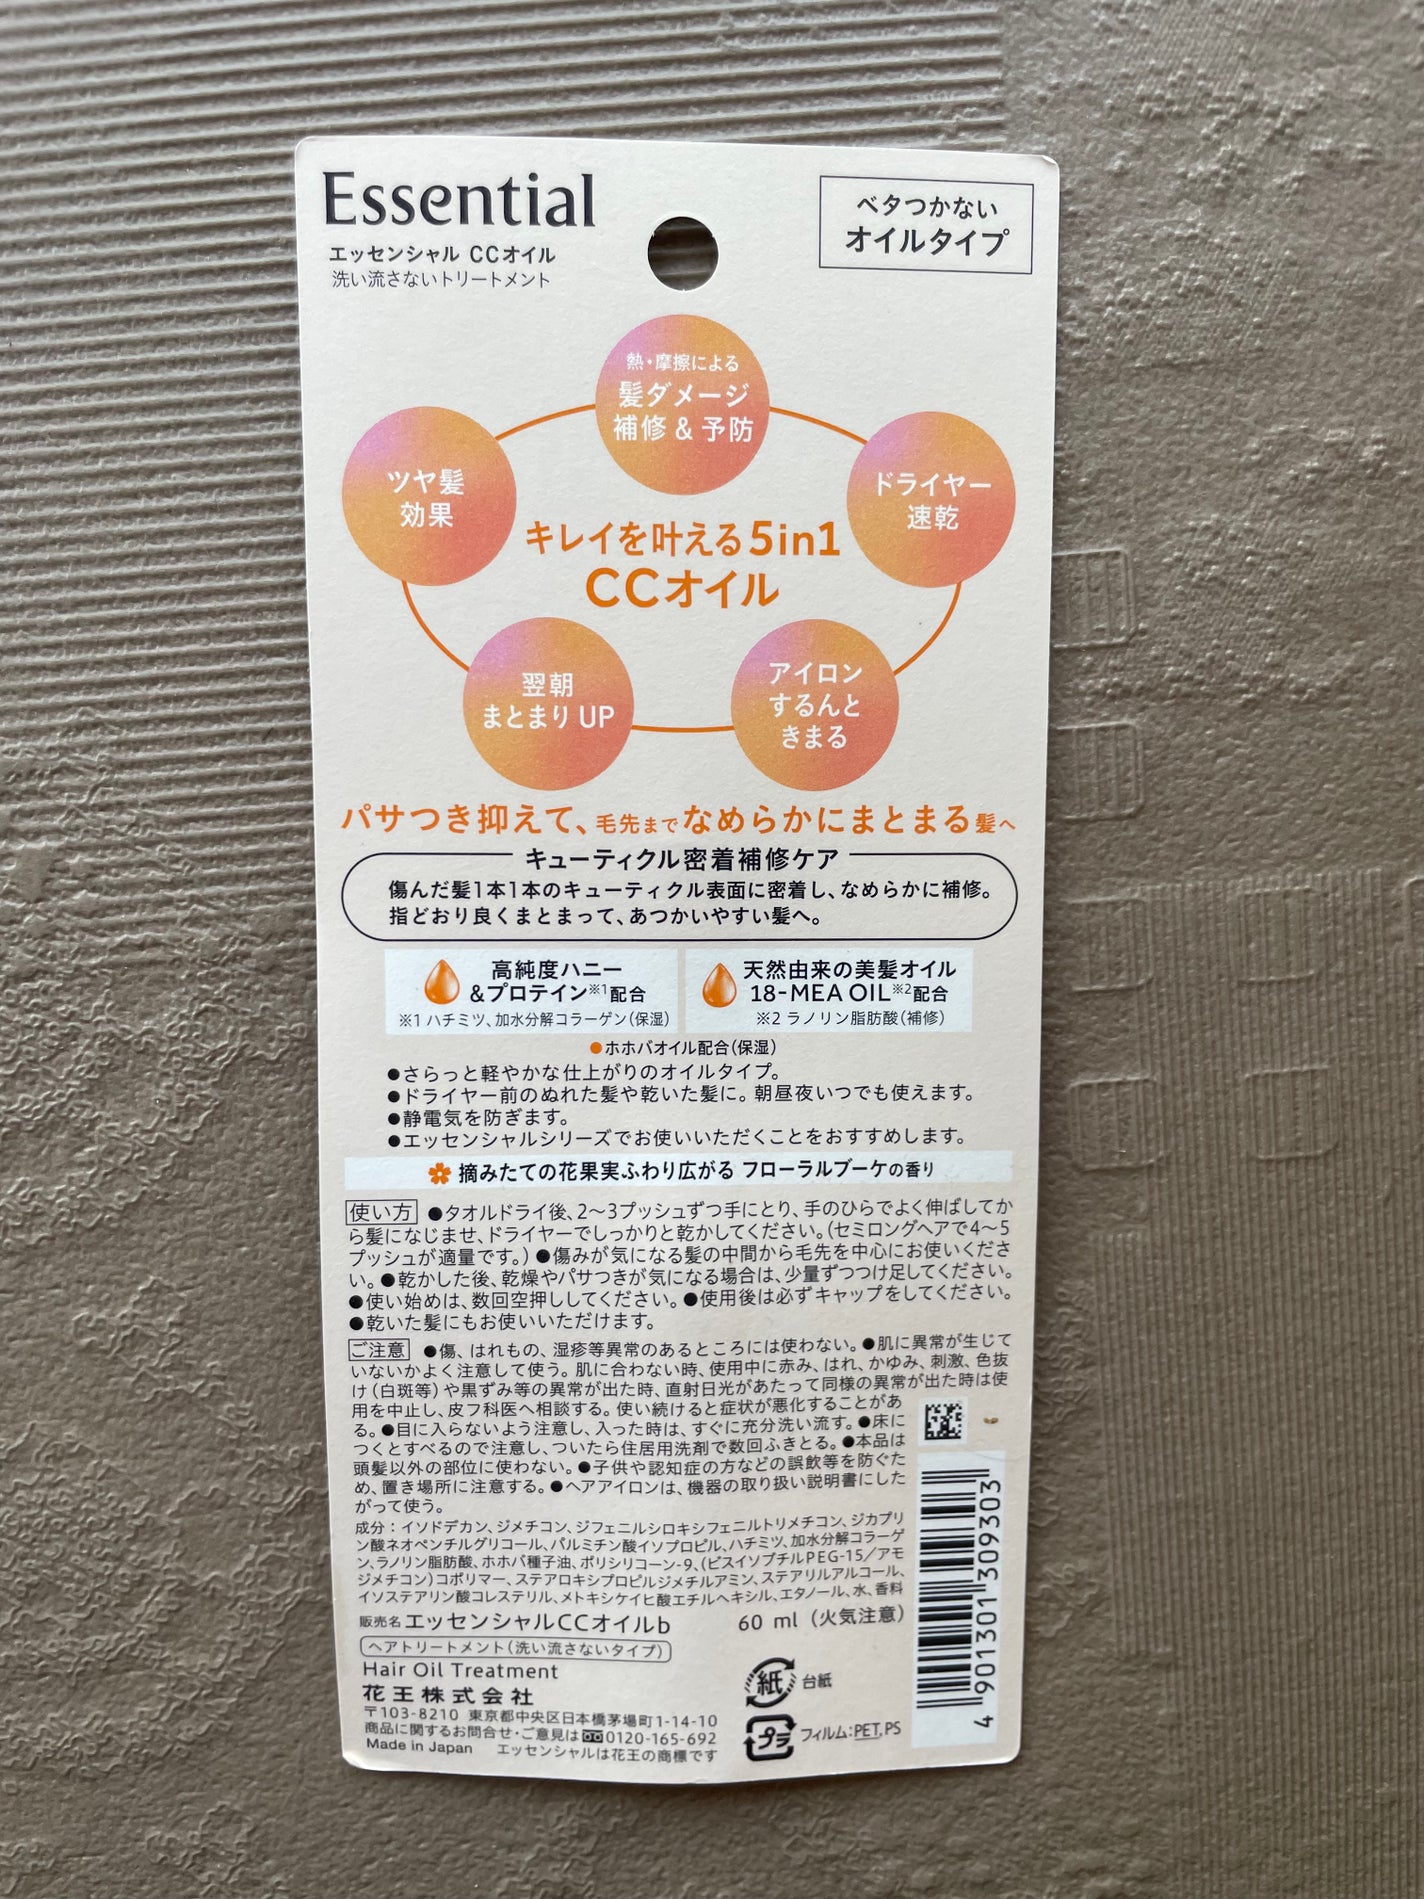 Essential
エッセンシャル CCオイル
洗い流さないトリートメント
ベタつかない
オイルタイプ
熱・摩擦による
髪ダメージ
補修 & 予防
ツヤ髪
効果
ドライヤー
速乾
キレイを叶える5in1
CCオイル
翌朝
まとまり UP
アイロン
するんと
きまる
パサつき抑えて、毛先までなめらかにまとまる髪へ
キューティクル密着補修ケア
傷んだ髪1本1本のキューティクル表面に密着し、なめらかに補修。
指どおり良くまとまって、あつかいやすい髪へ。
高純度ハニー
&プロテイン※1配合
※1 ハチミツ、加水分解コラーゲン(保湿)
天然由来の美髪オイル
18-MEA OIL※2配合
※2 ラノリン脂肪酸(補修)
●ホホバオイル配合(保湿)
●さらっと軽やかな仕上がりのオイルタイプ。
●ドライヤー前のぬれた髪や乾いた髪に。朝昼夜いつでも使えます。
●静電気を防ぎます。
●エッセンシャルシリーズでお使いいただくことをおすすめします。
摘みたての花果実ふわり広がる フローラルブーケの香り
使い方 ●タオルドライ後、2〜3プッシュずつ手にとり、手のひらでよく伸ばしてか
ら髪になじませ、ドライヤーでしっかりと乾かしてください。(セミロングヘアで4〜5
プッシュが適量です。)●傷みが気になる髪の中間から毛先を中心にお使いくださ
い。●乾かした後、乾燥やパサつきが気になる場合は、少量ずつつけ足してください。
●使い始めは、数回空押ししてください。●使用後は必ずキャップをしてください。
●乾いた髪にもお使いいただけます。
ご注意 ●傷、はれもの、湿疹等異常のあるところには使わない。●肌に異常が生じて
いないかよく注意して使う。肌に合わない時、使用中に赤み、はれ、かゆみ、刺激、色抜
け(白斑等)や黒ずみ等の異常が出た時、直射日光があたって同様の異常が出た時は使
用を中止し、皮フ科医へ相談する。使い続けると症状が悪化することがあ
る。●目に入らないよう注意し、入った時は、すぐに充分洗い流す。●床に
つくとすべるので注意し、ついたら住居用洗剤で数回ふきとる。●本品は
頭髪以外の部位に使わない。●子供や認知症の方などの誤飲等を防ぐた
め、置き場所に注意する。●ヘアアイロンは、機器の取り扱い説明書にした
がって使う。
成分：イソドデカン、ジメチコン、ジフェニルシロキシフェニルトリメチコン、ジカプリ
ン酸ネオペンチルグリコール、パルミチン酸イソプロピル、ハチミツ、加水分解コラーゲ
ン、ラノリン脂肪酸、ホホバ種子油、ポリシリコーン-9、(ビスイソブチルPEG-15／アモ
ジメチコン)コポリマー、ステアロキシプロピルジメチルアミン、ステアリルアルコール、
イソステアリン酸コレステリル、メトキシケイヒ酸エチルヘキシル、エタノール、水、香料
販売名 エッセンシャルCCオイルb 60 ml (火気注意)
ヘアトリートメント(洗い流さないタイプ)
Hair Oil Treatment
花王株式会社
〒103-8210 東京都中央区日本橋茅場町1-14-10
商品に関するお問合せ・ご意見は 0120-165-692
Made in Japan エッセンシャルは花王の商標です
紙 台紙
プラ フィルム：PET, PS
4 901301 309303